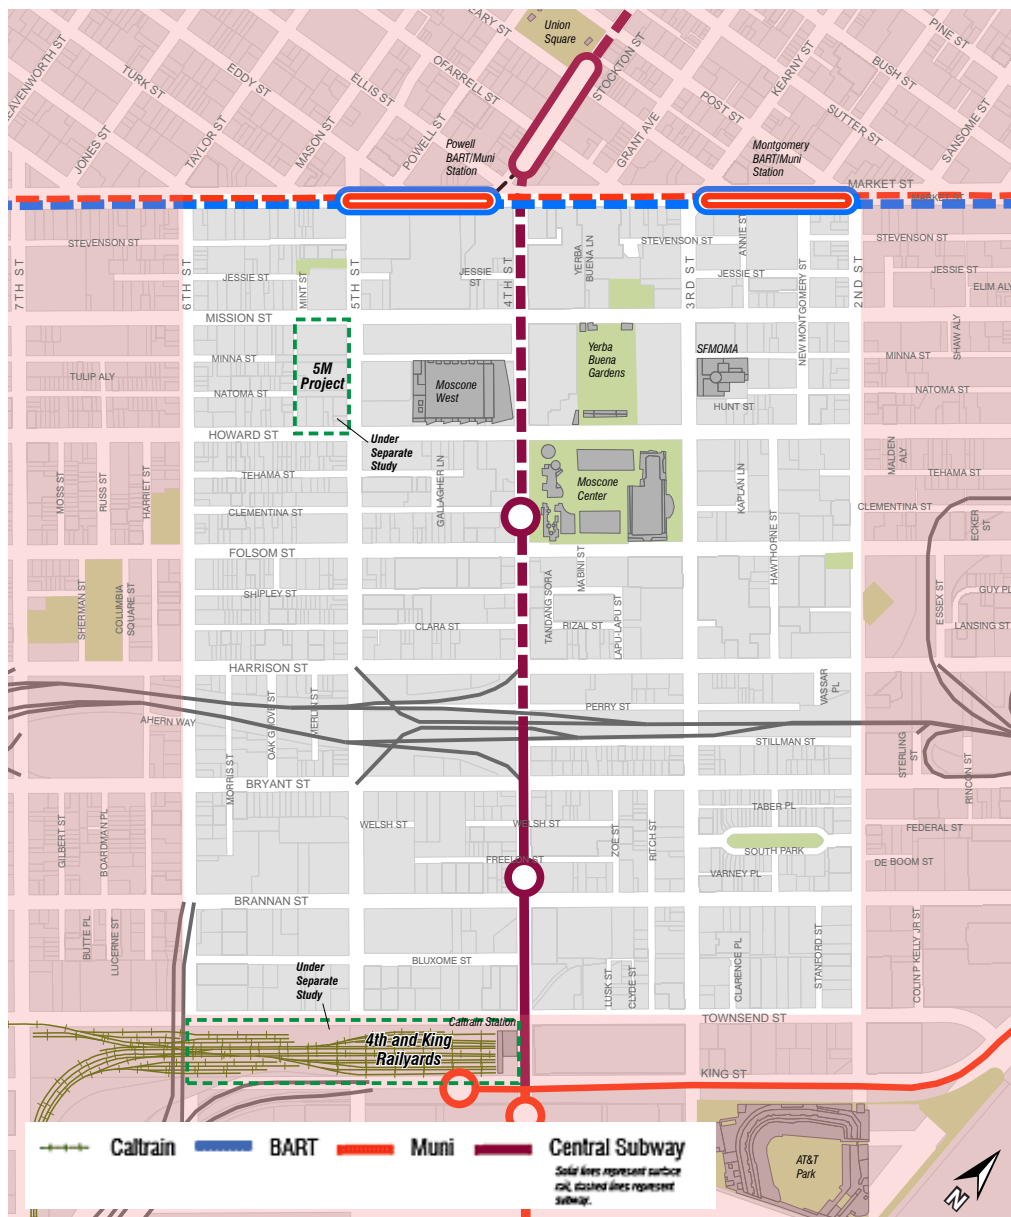 EARY ST
Union
Square
STOCKTON ST
PINE ST
EAVENWORTH ST
TURK ST
EDDY ST
ELLIS ST
OFARRELL ST
POST ST
KEARNY ST
BUSH ST
SUTTER ST
SANSOME ST
JONES ST
TAYLOR ST
MASON ST
POWELL ST
GRANT AVE
Powell
BART/Muni
Station
Montgomery
BART/Muni
Station
MARKET ST
MARKET ST
STEVENSON ST
STEVENSON ST
STEVENSON ST
YERBA
BUENA LN
ANNIE ST
7TH ST
6TH ST
JESSIE ST
MINT ST
5TH ST
JESSIE
ST
4TH ST
3RD ST
JESSIE ST
2ND ST
JESSIE ST
ELIM ALY
MISSION ST
NEW MONTGOMERY ST
SHAW ALY
MINNA ST
5M
Project
Moscone
West
Yerba
Buena
Gardens
SFMOMA
MINNA ST
TULIP ALY
NATOMA ST
NATOMA ST
HUNT ST
HOWARD ST
Under
Separate
Study
MALDEN
ALY
TEHAMA ST
TEHAMA ST
MOSS ST
RUSS ST
HARRIET ST
GALLAGHER LN
Moscone
Center
KAPLAN LN
CLEMENTINA ST
CLEMENTINA ST
HAWTHORNE ST
ECKER
ST
FOLSOM ST
MABINI ST
SHIPLEY ST
SHERMAN ST
COLUMBIA
SQUARE ST
TANDANG SORA
LAPU-LAPU ST
ESSEX ST
GUY PL
CLARA ST
RIZAL ST
LANSING ST
HARRISON ST
VASSAR
PL
AHERN WAY
OAK GROVE ST
MERLIN ST
PERRY ST
STILLMAN ST
STERLING
ST
MORRIS ST
RINCON ST
BRYANT ST
TABER PL
GILBERT ST
BOARDMAN PL
WELSH ST
WELSH ST
ZOE ST
RITCH ST
FEDERAL ST
FREELON ST
SOUTH PARK
DE BOOM ST
VARNEY PL
BRANNAN ST
BUTTE PL
LUCERNE ST
CLARENCE PL
STANFORD ST
COLIN P KELLY JR ST
BLUXOME ST
LUSK ST
CLYDE ST
Under
Separate
Study
Caltrain Station
TOWNSEND ST
4th and King
Railyards
KING ST
Caltrain
BART
Muni
Central Subway
Solid lines represent surface
rail, dashed lines represent
subway.
AT&T
Park
N